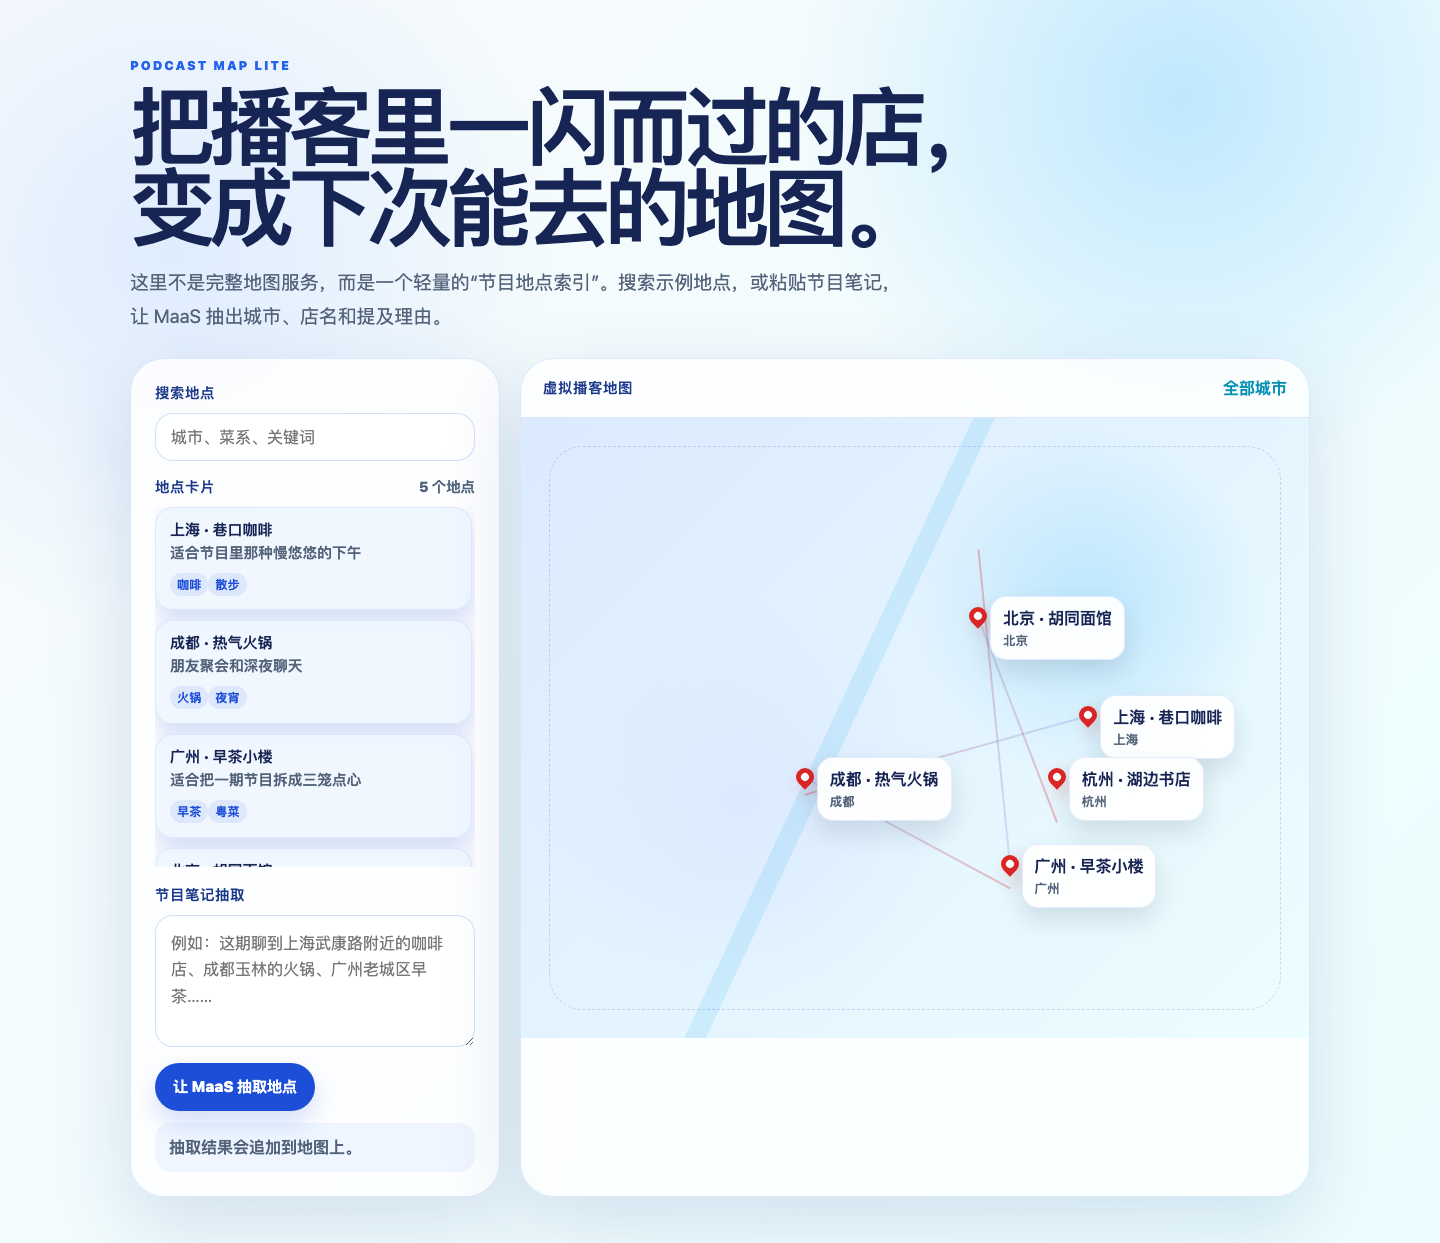 PODCAST MAP LITE
把播客里一闪而过的店，
变成下次能去的地图。
这里不是完整地图服务，而是一个轻量的“节目地点索引”。搜索示例地点，或粘贴节目笔记，
让 MaaS 抽出城市、店名和提及理由。
搜索地点
城市、菜系、关键词
地点卡片
5 个地点
上海 · 巷口咖啡
适合节目里那种慢悠悠的下午
咖啡 散步
成都 · 热气火锅
朋友聚会和深夜聊天
火锅 夜宵
广州 · 早茶小楼
适合把一期节目拆成三笼点心
早茶 粤菜
北京 · 胡同面馆
节目笔记抽取
例如：这期聊到上海武康路附近的咖啡
店、成都玉林的火锅、广州老城区早
茶……
让 MaaS 抽取地点
抽取结果会追加到地图上。
虚拟播客地图
全部城市
北京 · 胡同面馆
北京
上海 · 巷口咖啡
上海
成都 · 热气火锅
成都
杭州 · 湖边书店
杭州
广州 · 早茶小楼
广州